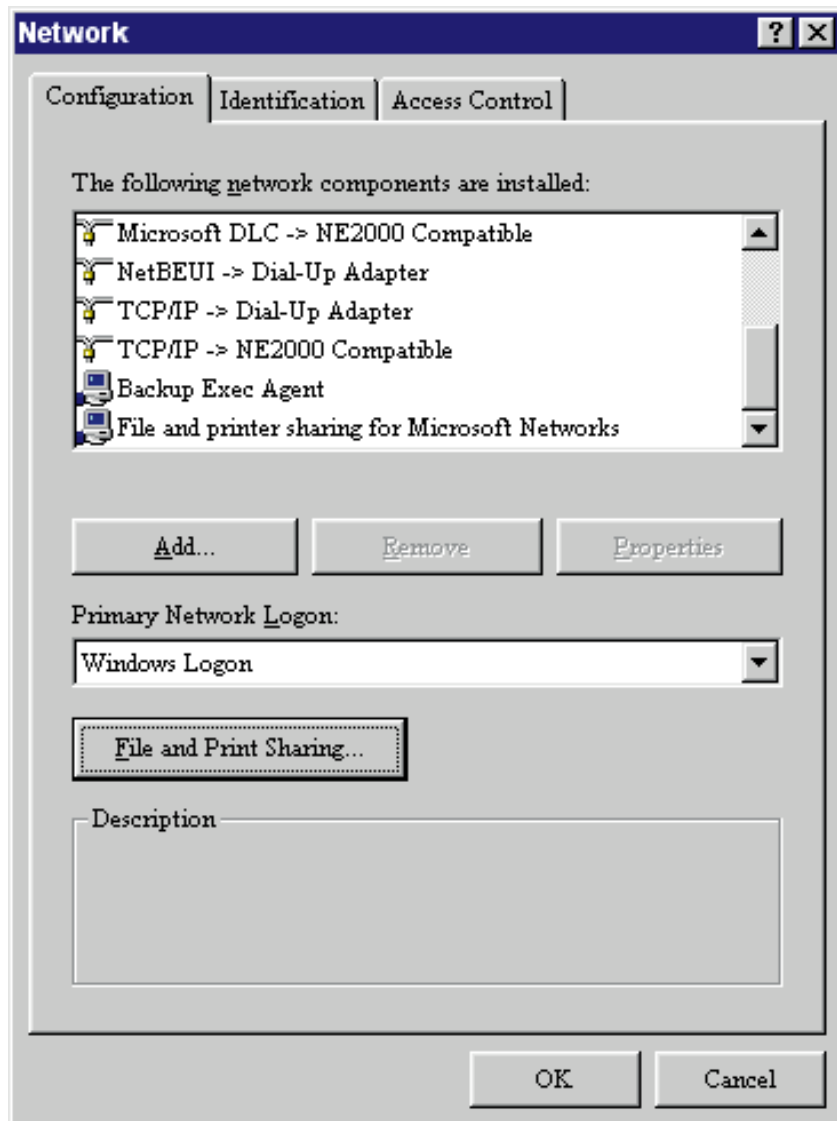 Network
Configuration Identification Access Control
The following network components are installed:
Microsoft DLC -> NE2000 Compatible
NetBEUI -> Dial-Up Adapter
TCP/IP -> Dial-Up Adapter
TCP/IP -> NE2000 Compatible
Backup Exec Agent
File and printer sharing for Microsoft Networks
Add... Remove Properties
Primary Network Logon:
Windows Logon
File and Print Sharing...
Description
OK Cancel